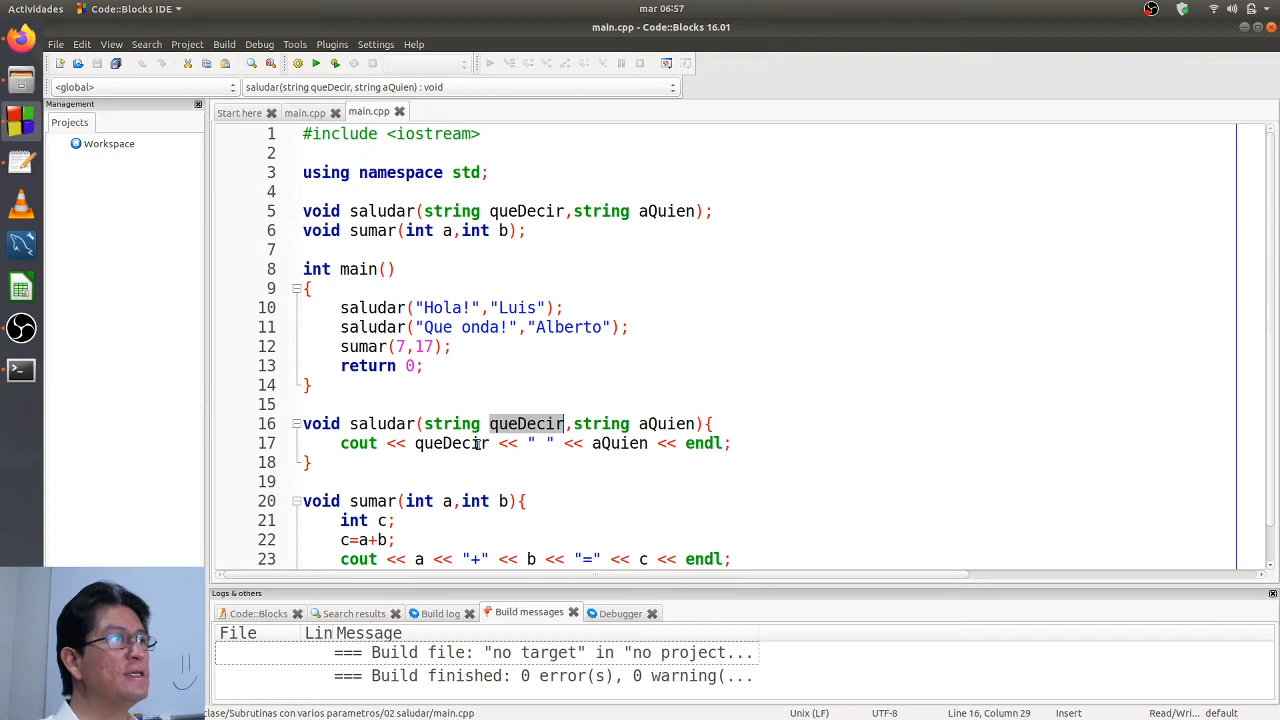 Actividades Code::Blocks IDE mar 06:57
main.cpp - Code::Blocks 16.01
File Edit View Search Project Build Debug Tools Plugins Settings Help
<global> saludar(string queDecir, string aQuien) : void
Management
Start here main.cpp main.cpp
Projects
Workspace
1 #include <iostream>
2
3 using namespace std;
4
5 void saludar(string queDecir,string aQuien);
6 void sumar(int a,int b);
7
8 int main()
9 {
10 saludar("Hola!","Luis");
11 saludar("Que onda!","Alberto");
12 sumar(7,17);
13 return 0;
14 }
15
16 void saludar(string queDecir,string aQuien){
17 cout << queDecir << " " << aQuien << endl;
18 }
19
20 void sumar(int a,int b){
21 int c;
22 c=a+b;
23 cout << a << "+" << b << "=" << c << endl;
Logs & others
Code::Blocks Search results Build log Build messages Debugger
File Lin Message
=== Build file: "no target" in "no project...
=== Build finished: 0 error(s), 0 warning(...
clase/Subrutinas con varios parametros/02 saludar/main.cpp Unix (LF) UTF-8 Line 16, Column 29 Insert Read/Wri... default